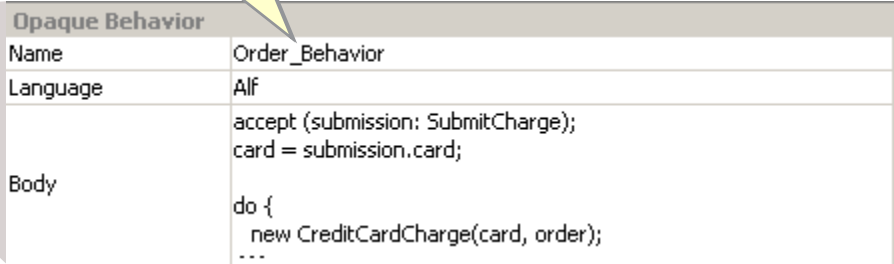 Opaque Behavior
Name Order_Behavior
Language Alf
Body
accept (submission: SubmitCharge);
card = submission.card;
do {
new CreditCardCharge(card, order);
...